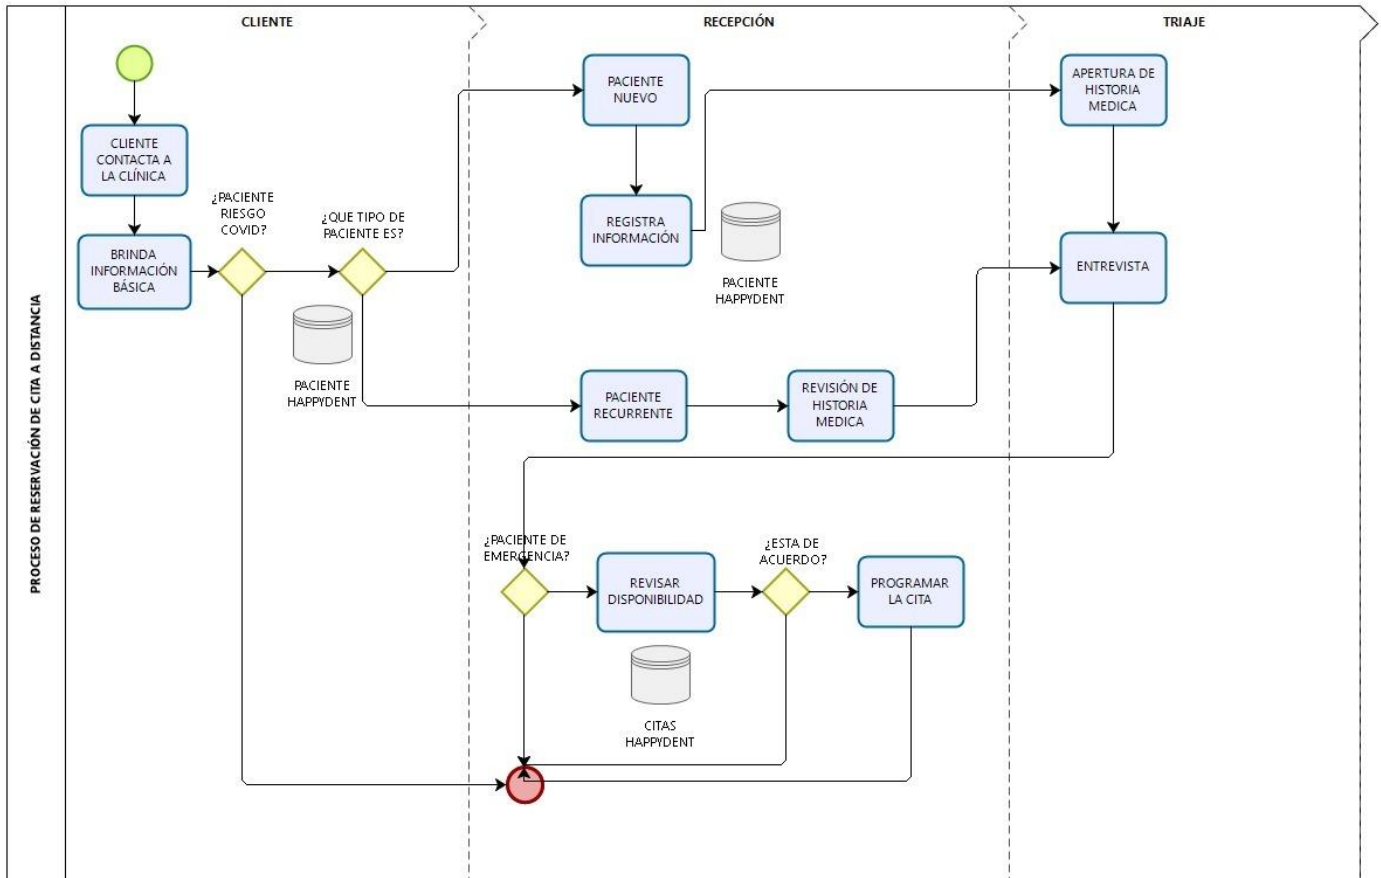 CLIENTE
RECEPCIÓN
TRIAJE
PROCESO DE RESERVACIÓN DE CITA A DISTANCIA
CLIENTE
CONTACTA A
LA CLÍNICA
BRINDA
INFORMACIÓN
BÁSICA
¿PACIENTE
RIESGO
COVID?
¿QUE TIPO DE
PACIENTE ES?
PACIENTE
HAPPYDENT
PACIENTE
NUEVO
REGISTRA
INFORMACIÓN
PACIENTE
HAPPYDENT
APERTURA DE
HISTORIA
MEDICA
ENTREVISTA
PACIENTE
RECURRENTE
REVISIÓN DE
HISTORIA
MEDICA
¿PACIENTE DE
EMERGENCIA?
REVISAR
DISPONIBILIDAD
¿ESTA DE
ACUERDO?
PROGRAMAR
LA CITA
CITAS
HAPPYDENT